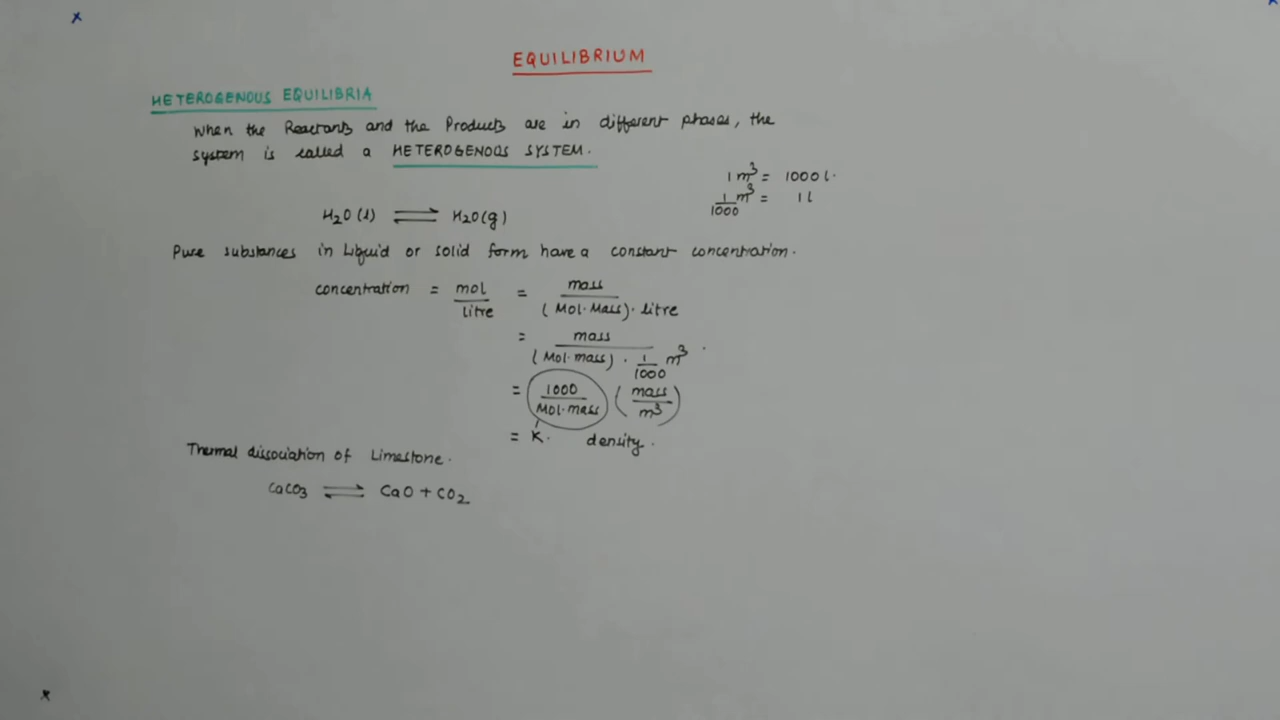 EQUILIBRIUM
HETEROGENOUS EQUILIBRIA
When the Reactants and the Products are in different phases, the
system is called a HETEROGENOUS SYSTEM.
1 m³ = 1000 l.
1/1000 m³ = 1 l
H₂O (l) ⇌ H₂O (g)
Pure substances in liquid or solid form have a constant concentration.
concentration = mol/litre = mass/(Mol. Mass). litre
= mass/(Mol. mass) . 1/1000 m³
= 1000/Mol. mass (mass/m³)
= K. density.
Thermal dissociation of Limestone.
CaCO₃ ⇌ CaO + CO₂